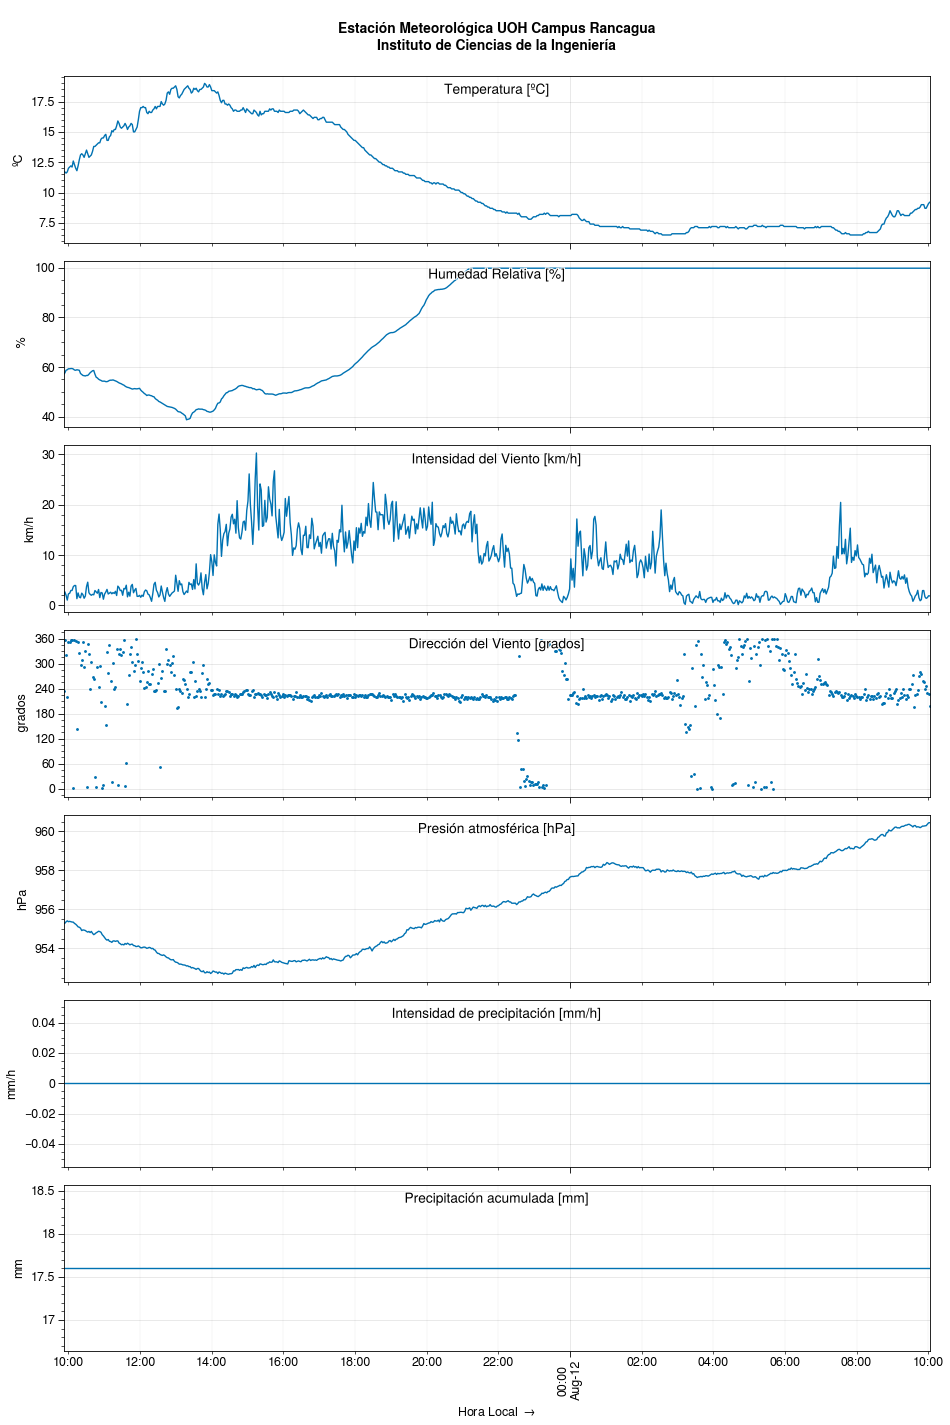 Estación Meteorológica UOH Campus Rancagua
Instituto de Ciencias de la Ingeniería
Temperatura [ºC]
17.5
15
12.5
10
7.5
ºC
Humedad Relativa [%]
100
80
60
40
%
Intensidad del Viento [km/h]
30
20
10
0
km/h
Dirección del Viento [grados]
360
300
240
180
120
60
0
grados
Presión atmosférica [hPa]
960
958
956
954
hPa
Intensidad de precipitación [mm/h]
0.04
0.02
0
−0.02
−0.04
mm/h
Precipitación acumulada [mm]
18.5
18
17.5
17
mm
10:00 12:00 14:00 16:00 18:00 20:00 22:00 00:00 02:00 04:00 06:00 08:00 10:00
Aug-12
Hora Local →